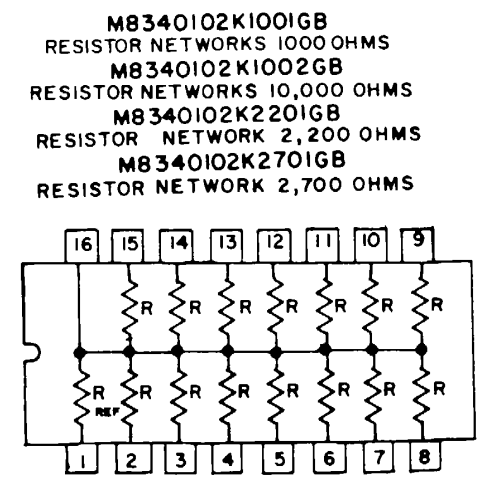 M8340102K1001GB
RESISTOR NETWORKS 1000 OHMS
M8340102K1002GB
RESISTOR NETWORKS 10,000 OHMS
M8340102K2201GB
RESISTOR NETWORK 2,200 OHMS
M8340102K2701GB
RESISTOR NETWORK 2,700 OHMS
16 15 14 13 12 11 10 9
R R R R R R R
R R R R R R R R
REF
1 2 3 4 5 6 7 8